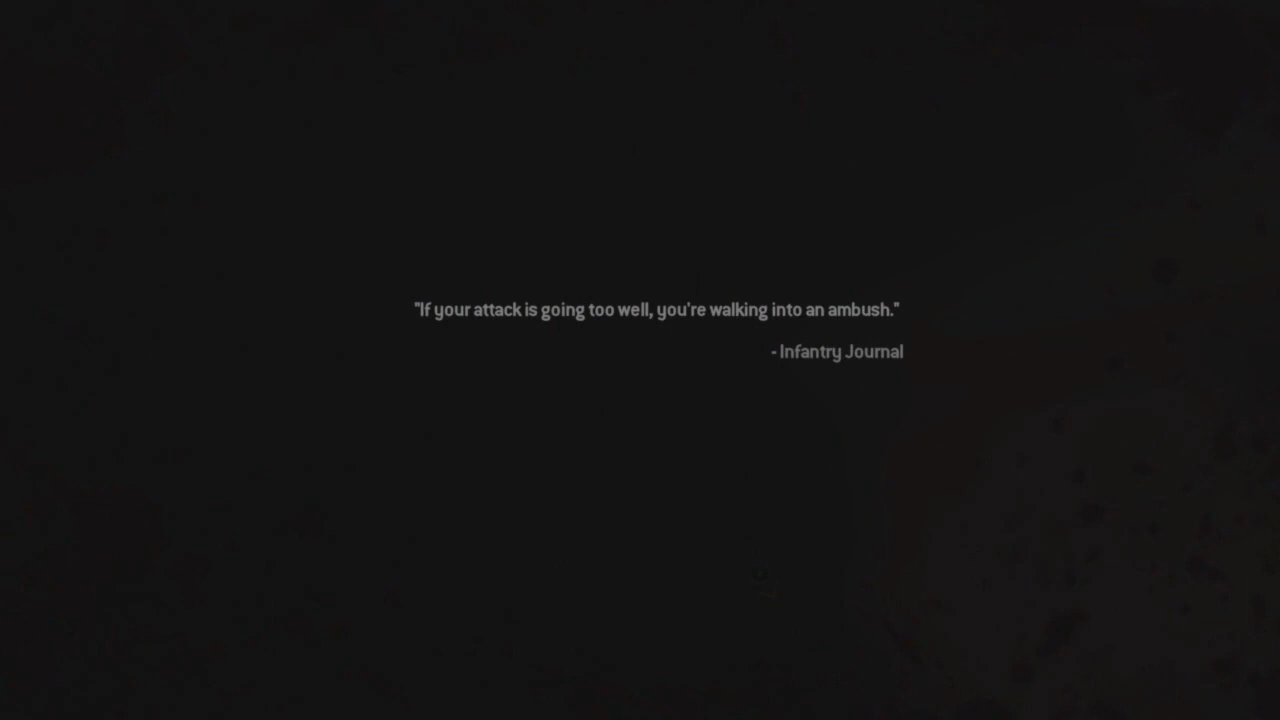 "If your attack is going too well, you're walking into an ambush."
- Infantry Journal